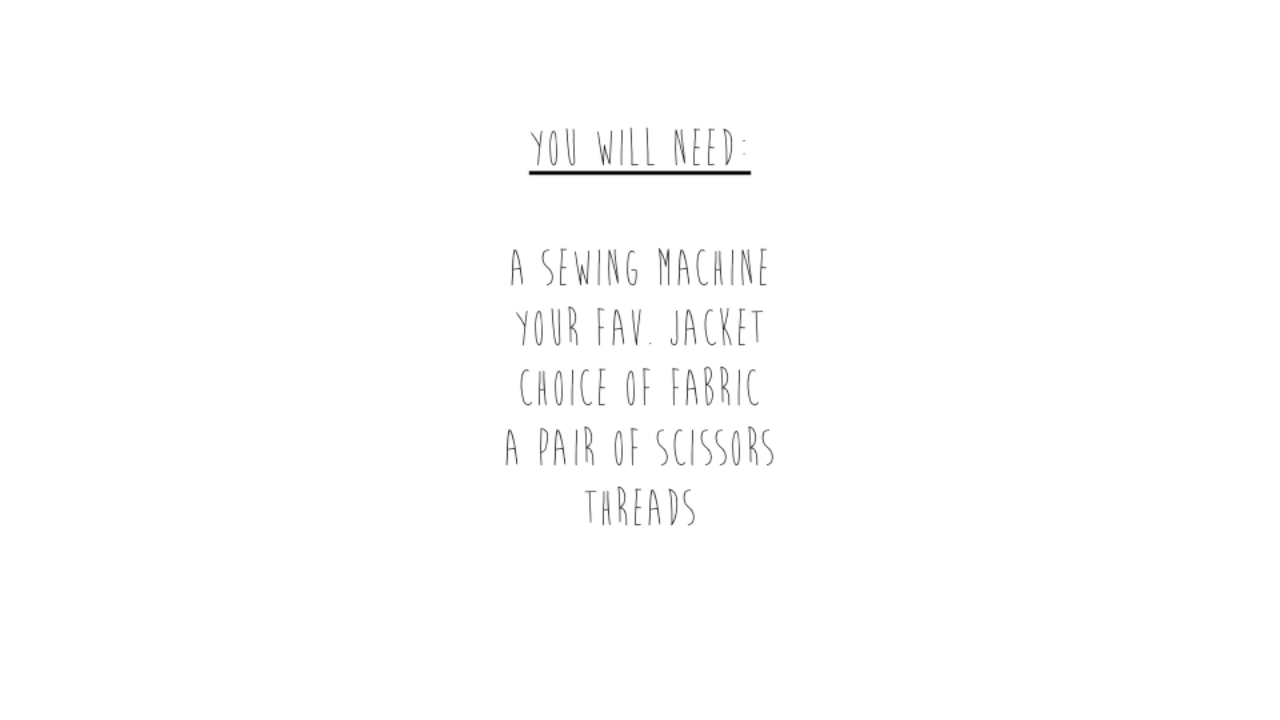 YOU WILL NEED:
A SEWING MACHINE
YOUR FAV. JACKET
CHOICE OF FABRIC
A PAIR OF SCISSORS
THREADS